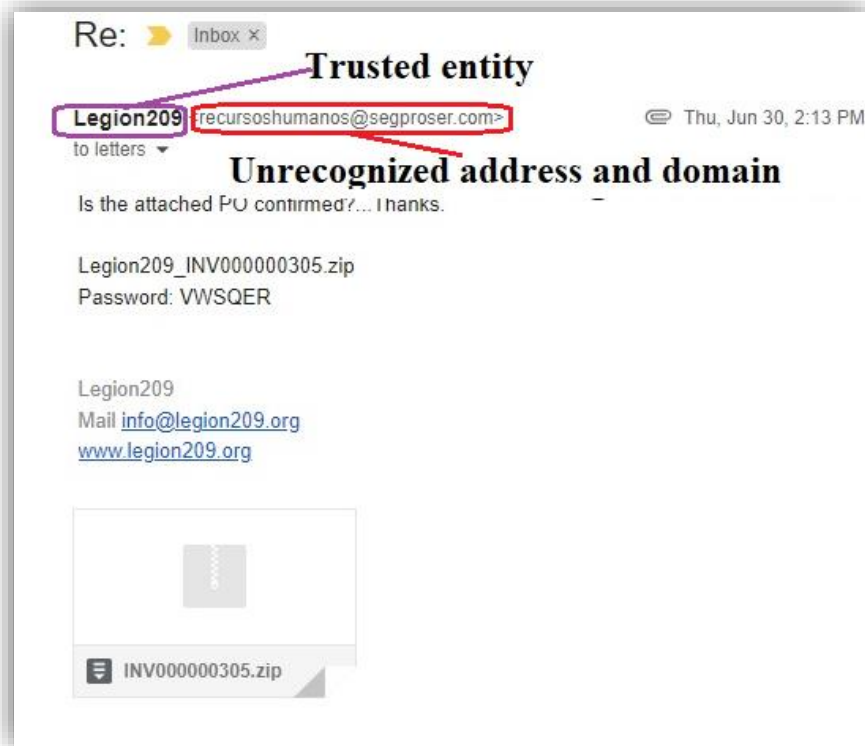 Re: Inbox ×
Trusted entity
Legion209 <recursoshumanos@segproser.com> Thu, Jun 30, 2:13 PM
to letters
Unrecognized address and domain
Is the attached PO confirmed?... Thanks.
Legion209_INV000000305.zip
Password: VWSQER
Legion209
Mail info@legion209.org
www.legion209.org
INV000000305.zip